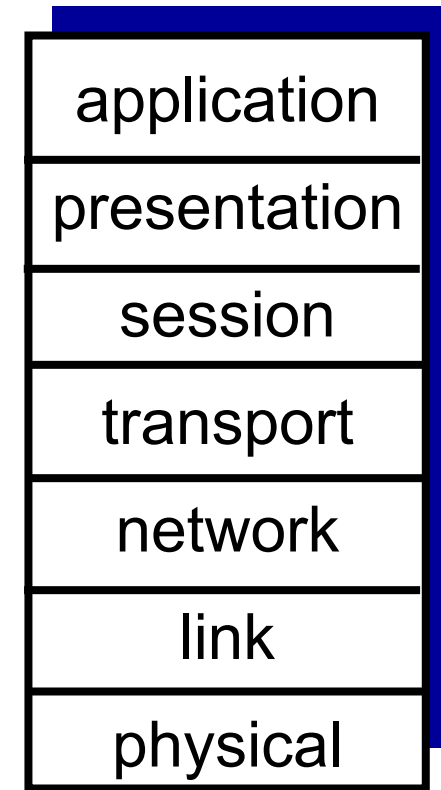 application
presentation
session
transport
network
link
physical